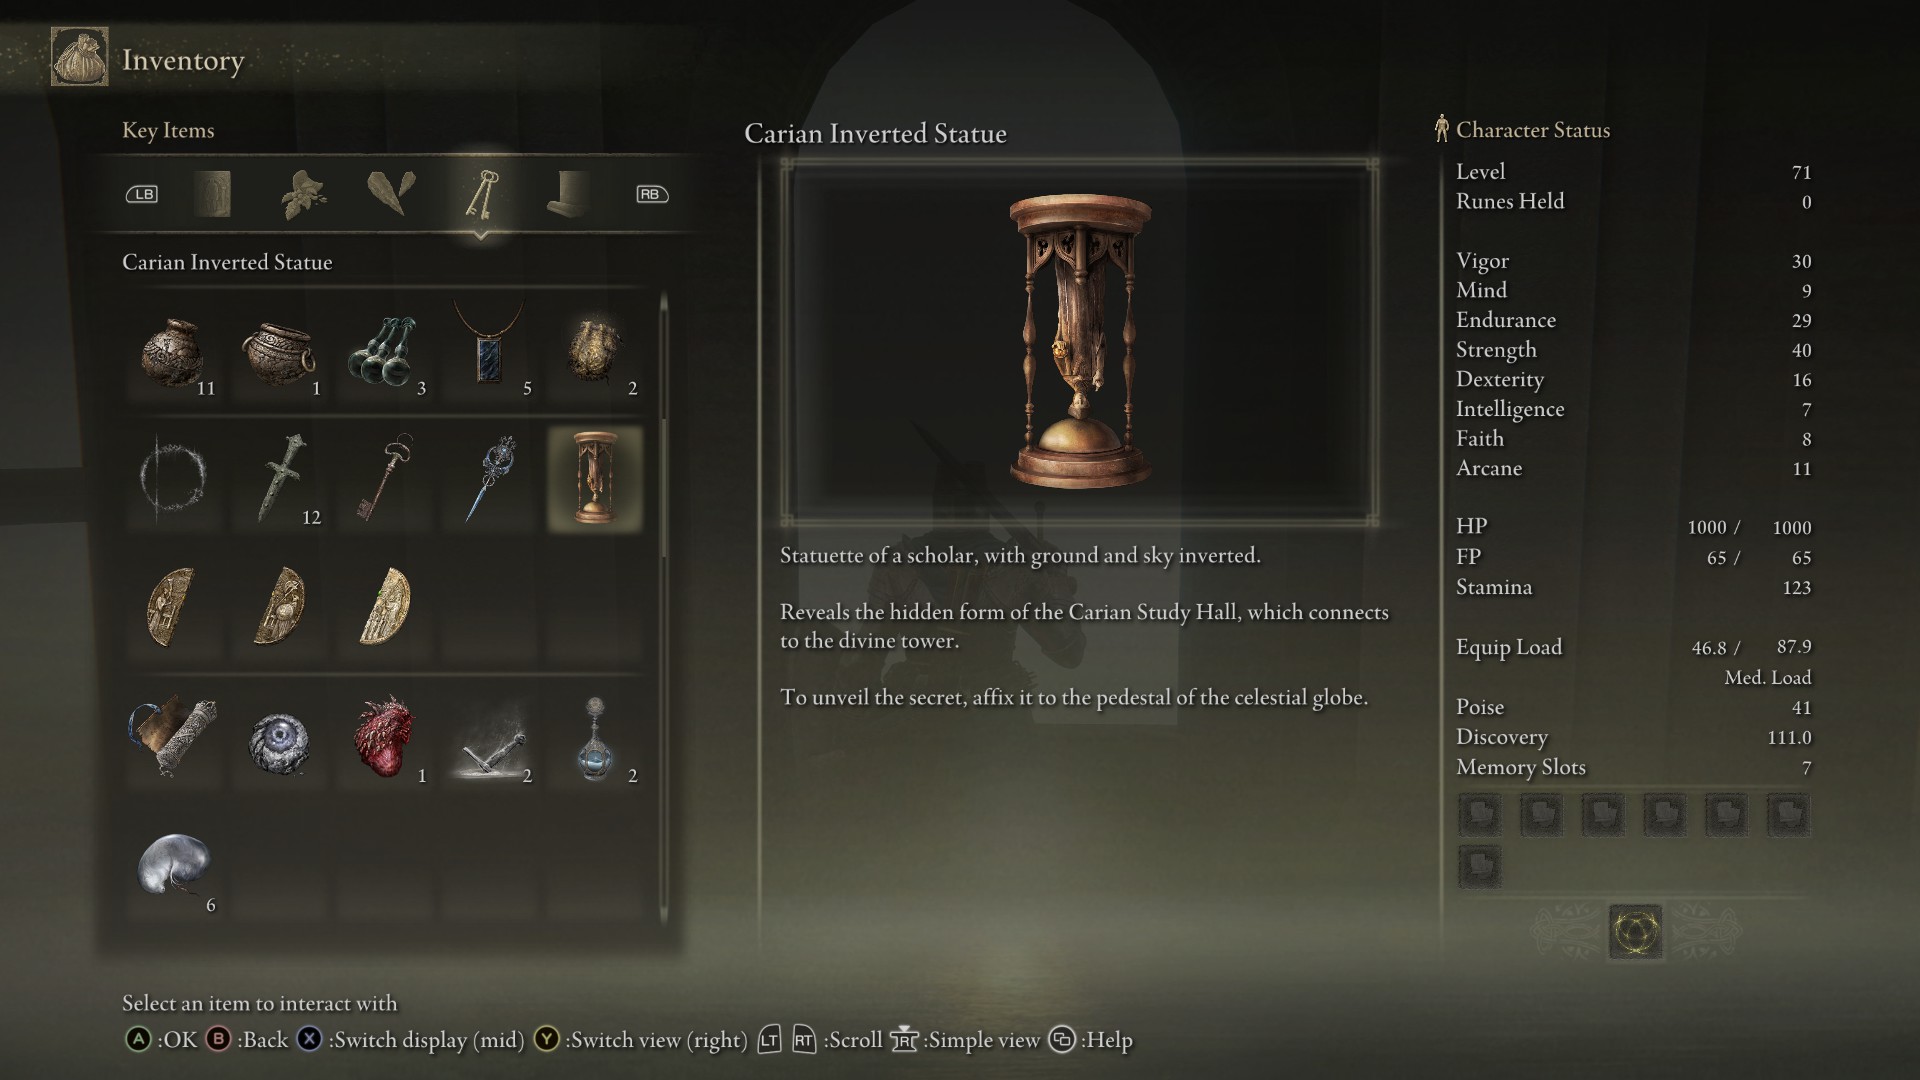 Inventory
Key Items
LB RB
Carian Inverted Statue
11 1 3 5 2
12
1 2 2
6
Carian Inverted Statue
Statuette of a scholar, with ground and sky inverted.
Reveals the hidden form of the Carian Study Hall, which connects
to the divine tower.
To unveil the secret, affix it to the pedestal of the celestial globe.
Character Status
Level 71
Runes Held 0
Vigor 30
Mind 9
Endurance 29
Strength 40
Dexterity 16
Intelligence 7
Faith 8
Arcane 11
HP 1000 / 1000
FP 65 / 65
Stamina 123
Equip Load 46.8 / 87.9
Med. Load
Poise 41
Discovery 111.0
Memory Slots 7
Select an item to interact with
A :OK B :Back X :Switch display (mid) Y :Switch view (right) LT RT :Scroll R :Simple view :Help